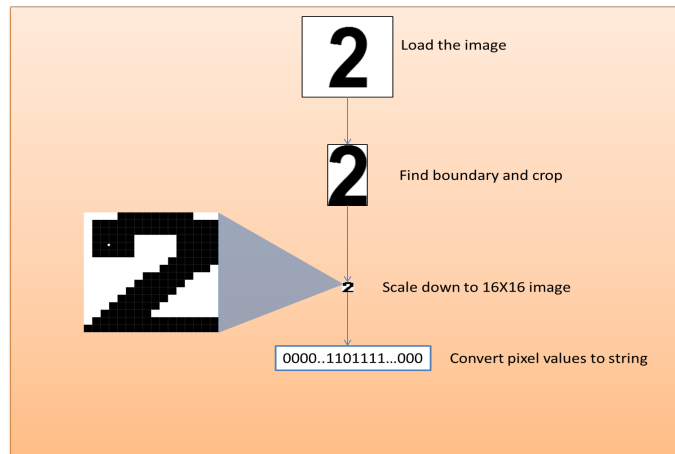 2
Load the image
2
Find boundary and crop
2
2
Scale down to 16X16 image
0000..1101111...000
Convert pixel values to string